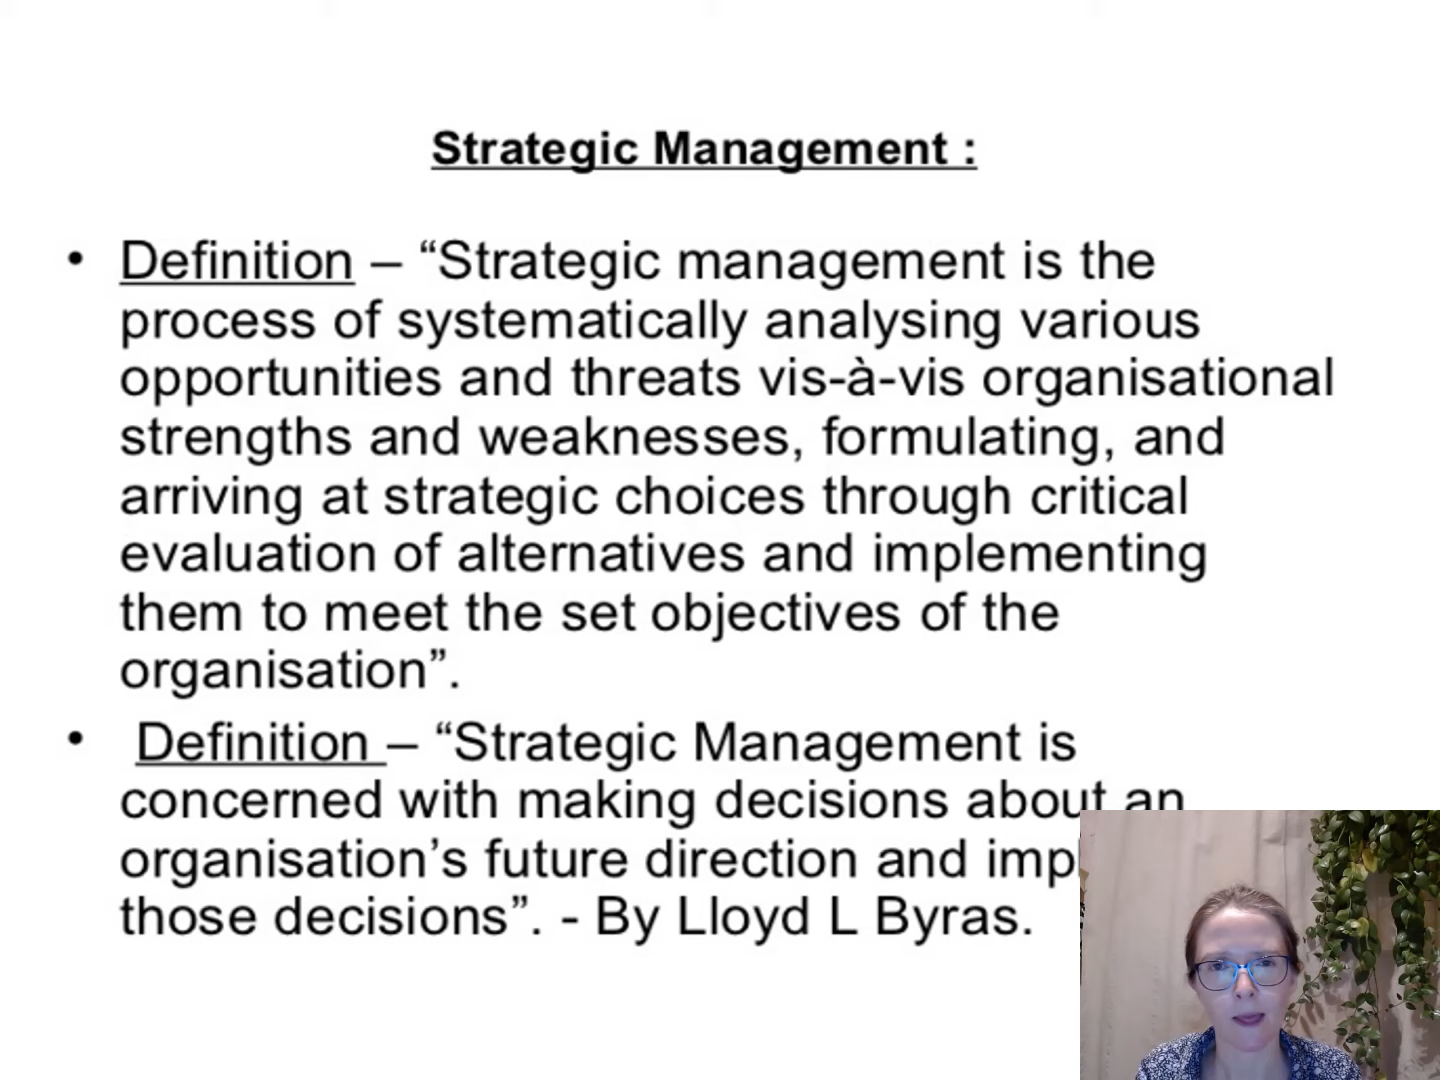 Strategic Management :
• Definition – “Strategic management is the
process of systematically analysing various
opportunities and threats vis-à-vis organisational
strengths and weaknesses, formulating, and
arriving at strategic choices through critical
evaluation of alternatives and implementing
them to meet the set objectives of the
organisation”.
• Definition – “Strategic Management is
concerned with making decisions about an
organisation’s future direction and
those decisions”. - By Lloyd L Byras.